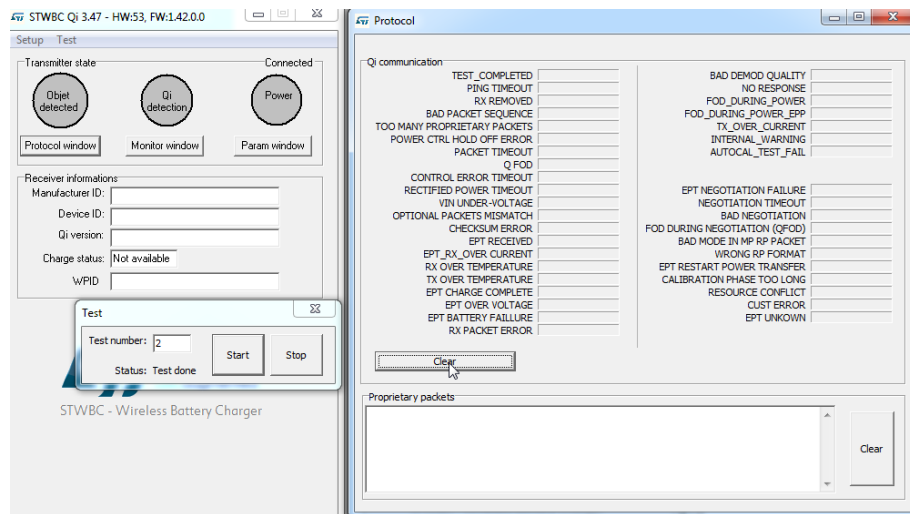 STWBC Qi 3.47 - HW:53, FW:1.42.0.0
Setup Test
Transmitter state
Connected
Objet detected
Qi detection
Power
Protocol window
Monitor window
Param window
Receiver informations
Manufacturer ID:
Device ID:
Qi version:
Charge status: Not available
WPID
Test
Test number: 2
Start
Stop
Status: Test done
STWBC - Wireless Battery Charger
Protocol
Qi communication
TEST_COMPLETED
PING TIMEOUT
RX REMOVED
BAD PACKET SEQUENCE
TOO MANY PROPRIETARY PACKETS
POWER CTRL HOLD OFF ERROR
PACKET TIMEOUT
Q FOD
CONTROL ERROR TIMEOUT
RECTIFIED POWER TIMEOUT
VIN UNDER-VOLTAGE
OPTIONAL PACKETS MISMATCH
CHECKSUM ERROR
EPT RECEIVED
EPT_RX_OVER CURRENT
RX OVER TEMPERATURE
TX OVER TEMPERATURE
EPT CHARGE COMPLETE
EPT OVER VOLTAGE
EPT BATTERY FAILLURE
RX PACKET ERROR
BAD DEMOD QUALITY
NO RESPONSE
FOD_DURING_POWER
FOD_DURING_POWER_EPP
TX_OVER_CURRENT
INTERNAL_WARNING
AUTOCAL_TEST_FAIL
EPT NEGOTIATION FAILURE
NEGOTIATION TIMEOUT
BAD NEGOTIATION
FOD DURING NEGOTIATION (QFOD)
BAD MODE IN MP RP PACKET
WRONG RP FORMAT
EPT RESTART POWER TRANSFER
CALIBRATION PHASE TOO LONG
RESOURCE CONFLICT
CUST ERROR
EPT UNKOWN
Clear
Proprietary packets
Clear